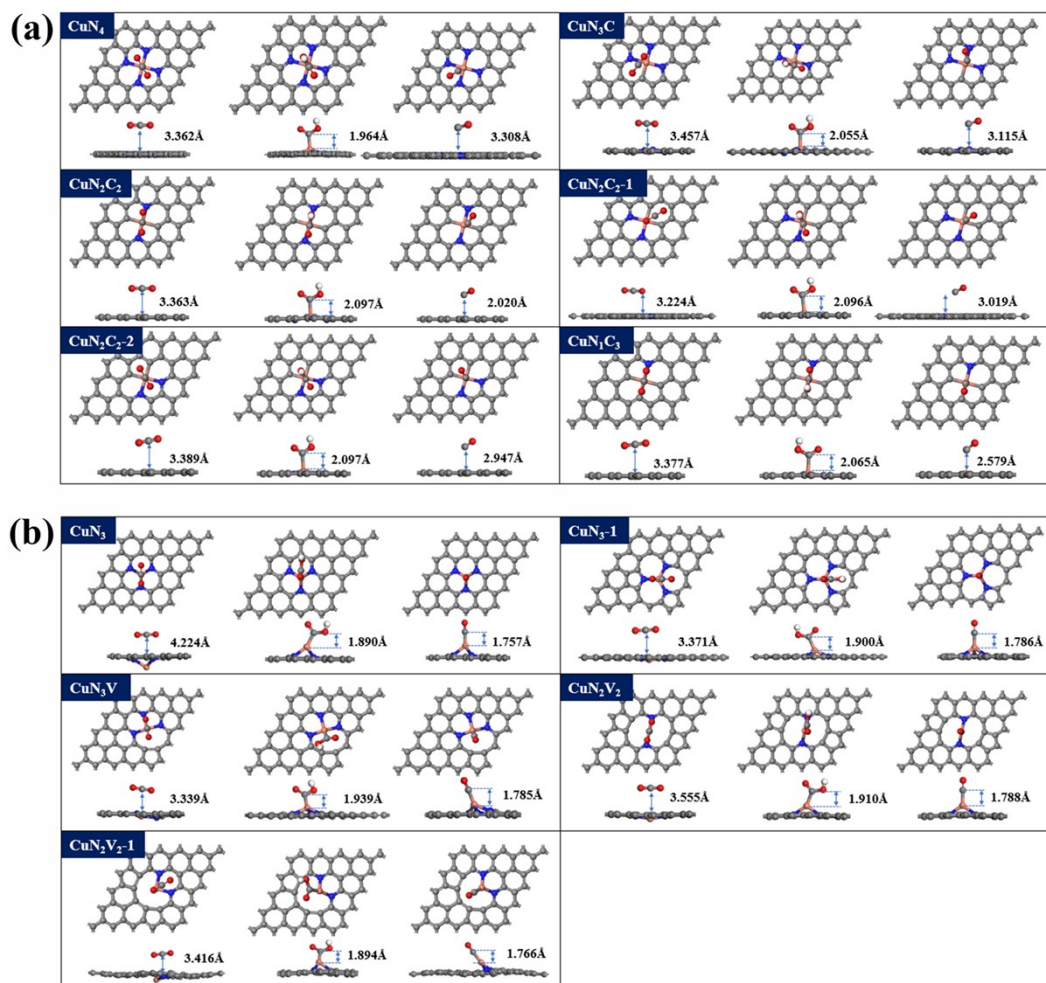 (a)
CuN₄
3.362Å
1.964Å
3.308Å
CuN₃C
3.457Å
2.055Å
3.115Å
CuN₂C₂
3.363Å
2.097Å
2.020Å
CuN₂C₂-1
3.224Å
2.096Å
3.019Å
CuN₂C₂-2
3.389Å
2.097Å
2.947Å
CuN₁C₃
3.377Å
2.065Å
2.579Å
(b)
CuN₃
4.224Å
1.890Å
1.757Å
CuN₃-1
3.371Å
1.900Å
1.786Å
CuN₃V
3.339Å
1.939Å
1.785Å
CuN₂V₂
3.555Å
1.910Å
1.788Å
CuN₂V₂-1
3.416Å
1.894Å
1.766Å